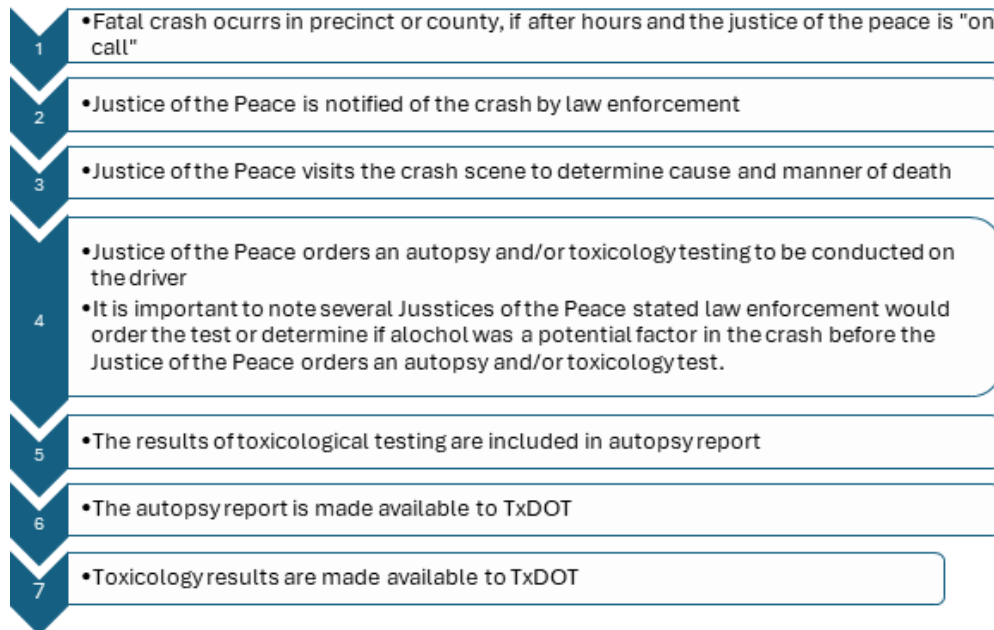 1
•Fatal crash ocurrs in precinct or county, if after hours and the justice of the peace is "on
call"
2
•Justice of the Peace is notified of the crash by law enforcement
3
•Justice of the Peace visits the crash scene to determine cause and manner of death
4
•Justice of the Peace orders an autopsy and/or toxicology testing to be conducted on
the driver
•It is important to note several Jusstices of the Peace stated law enforcement would
order the test or determine if alochol was a potential factor in the crash before the
Justice of the Peace orders an autopsy and/or toxicology test.
5
•The results of toxicological testing are included in autopsy report
6
•The autopsy report is made available to TxDOT
7
•Toxicology results are made available to TxDOT